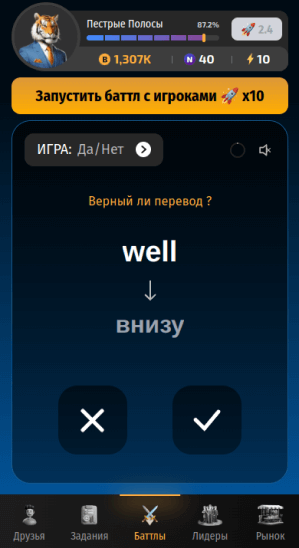 Пестрые Полосы 87.2%
🚀 2.4
B 1,307K N 40 ⚡ 10
Запустить баттл с игроками 🚀 x10
ИГРА: Да/Нет
Верный ли перевод ?
well
↓
внизу
Друзья Задания Баттлы Лидеры Рынок